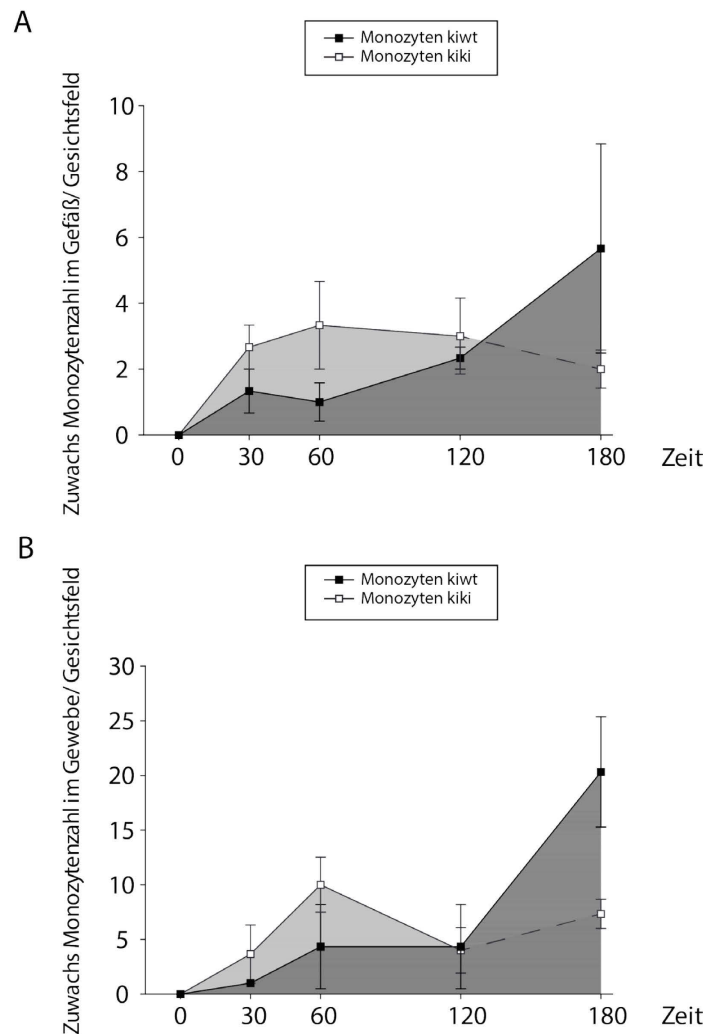 A
Monozyten kiwt
Monozyten kiki
Zuwachs Monozytenzahl im Gefäß/ Gesichtsfeld
10
8
6
4
2
0
0 30 60 120 180 Zeit
B
Monozyten kiwt
Monozyten kiki
Zuwachs Monozytenzahl im Gewebe/ Gesichtsfeld
30
25
20
15
10
5
0
0 30 60 120 180 Zeit